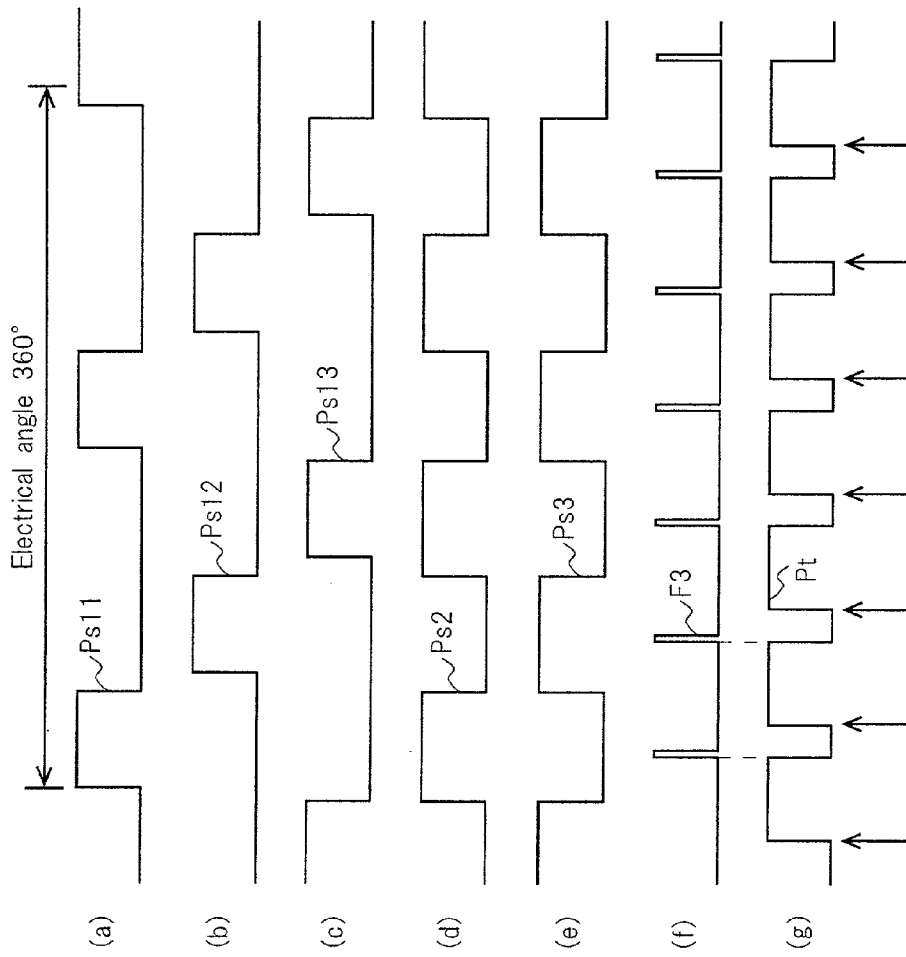 Electrical angle 360°
(a)
Ps11
(b)
Ps12
(c)
Ps13
(d)
Ps2
(e)
Ps3
(f)
F3
(g)
Pt